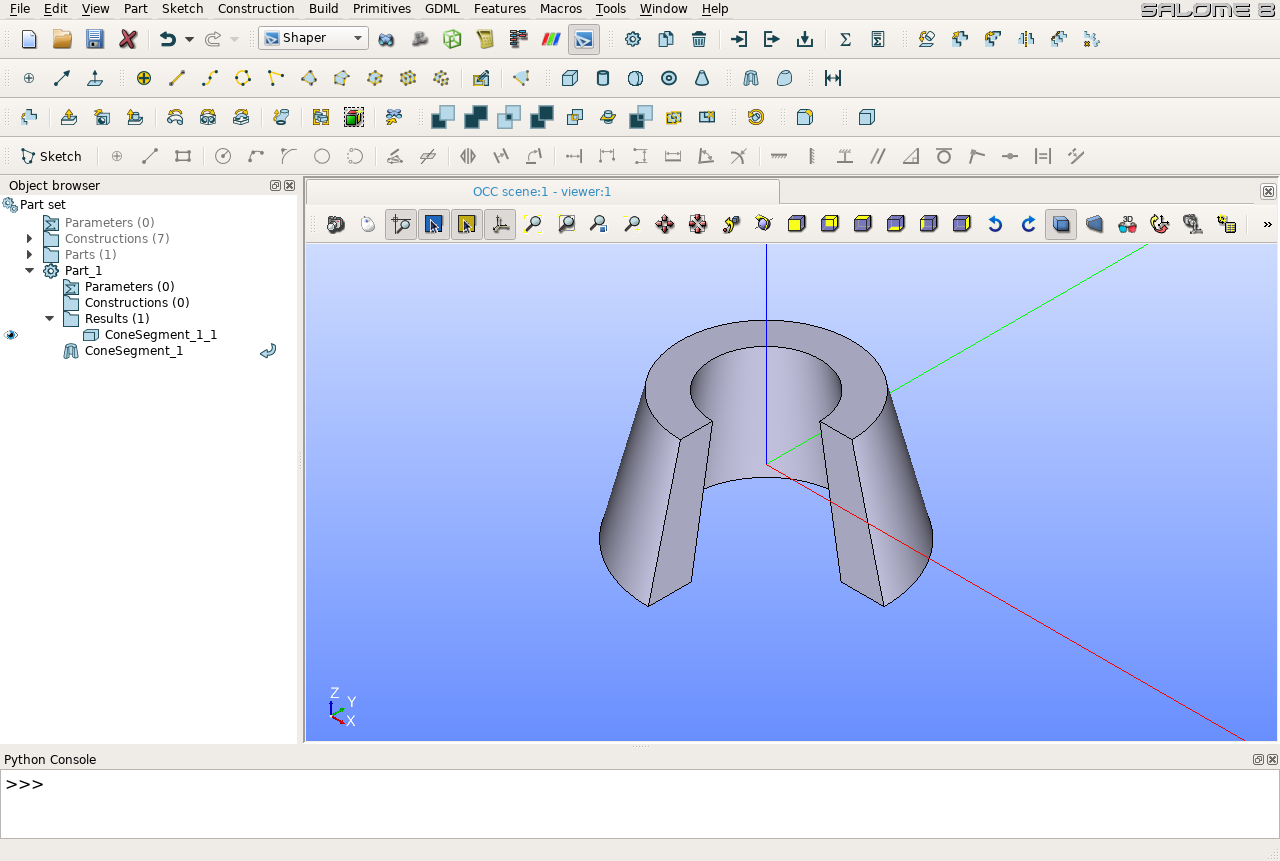 File Edit View Part Sketch Construction Build Primitives GDML Features Macros Tools Window Help
SALOME 8
Shaper
Sketch
Object browser
OCC scene:1 - viewer:1
Part set
Parameters (0)
Constructions (7)
Parts (1)
Part_1
Parameters (0)
Constructions (0)
Results (1)
ConeSegment_1_1
ConeSegment_1
3D
»
Z
Y
X
Python Console
>>>